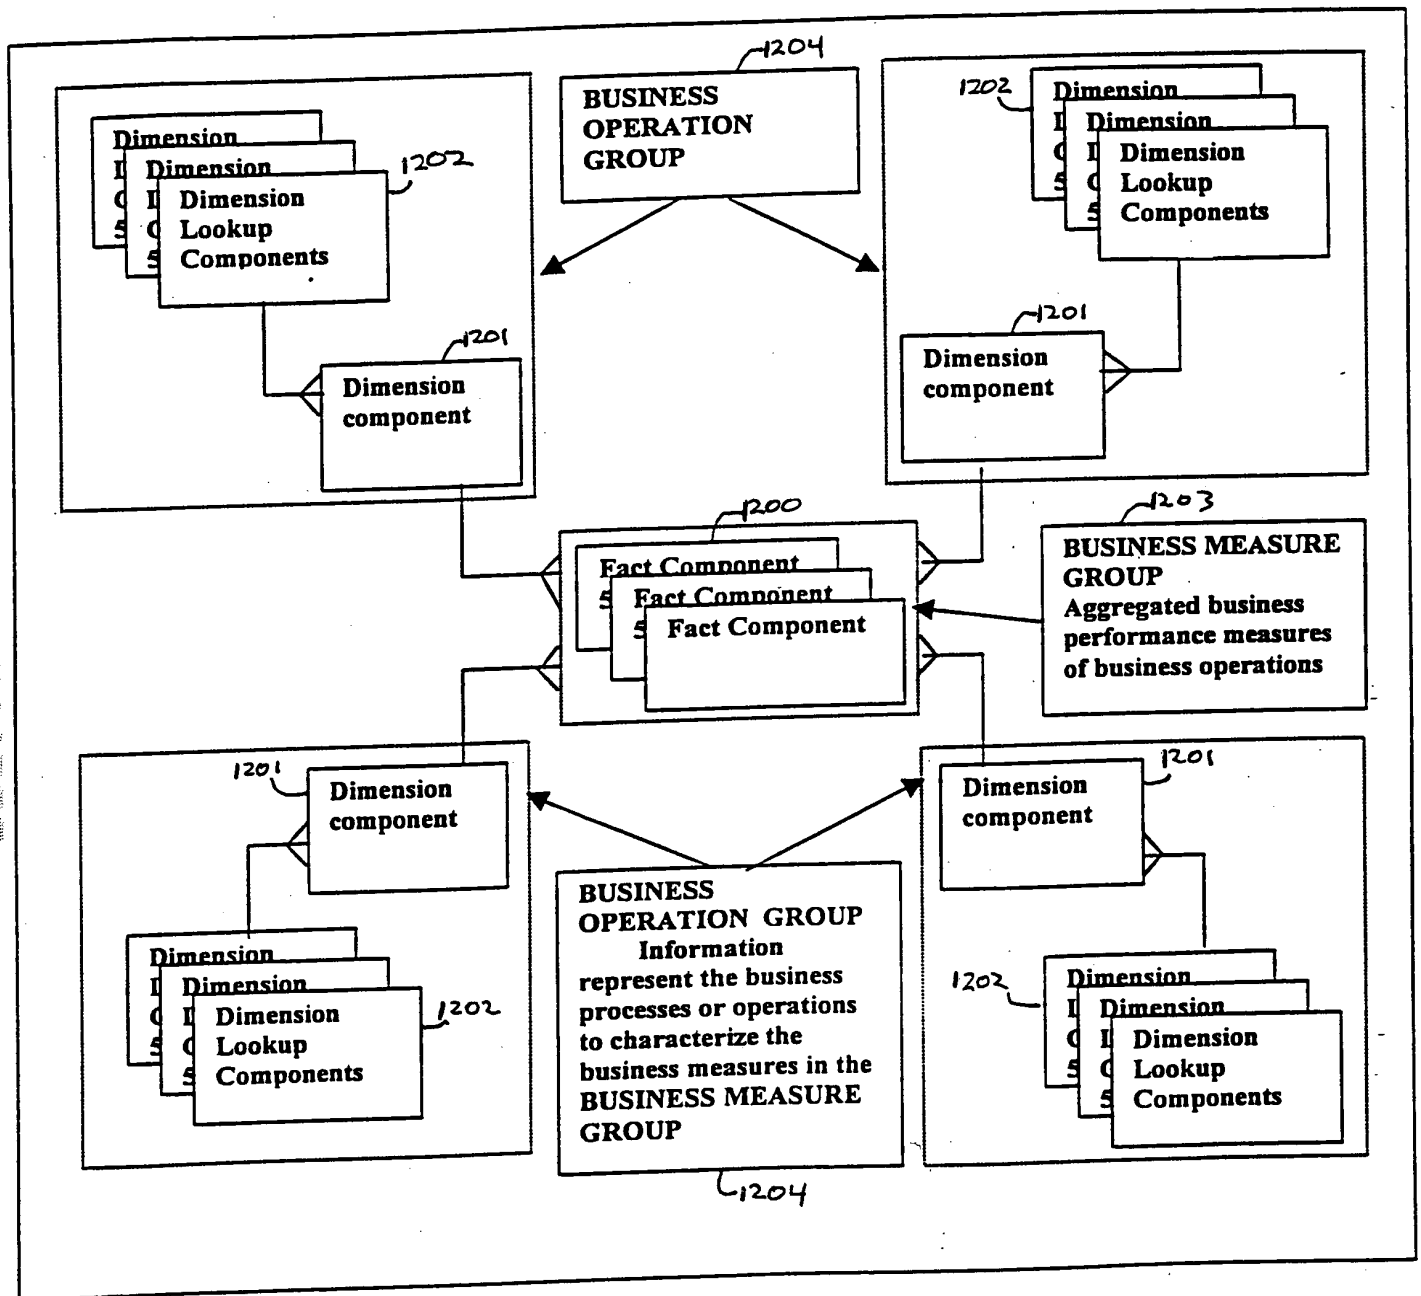 1204
BUSINESS
OPERATION
GROUP
Dimension
Dimension
Dimension
Lookup
Components
1202
1201
Dimension
component
1202
Dimension
Dimension
Dimension
Lookup
Components
1201
Dimension
component
1200
Fact Component
5
Fact Component
5
Fact Component
1203
BUSINESS MEASURE
GROUP
Aggregated business
performance measures
of business operations
1201
Dimension
component
Dimension
Dimension
Dimension
Lookup
Components
1202
BUSINESS
OPERATION GROUP
Information
represent the business
processes or operations
to characterize the
business measures in the
BUSINESS MEASURE
GROUP
1204
1201
Dimension
component
1202
Dimension
Dimension
Dimension
Lookup
Components